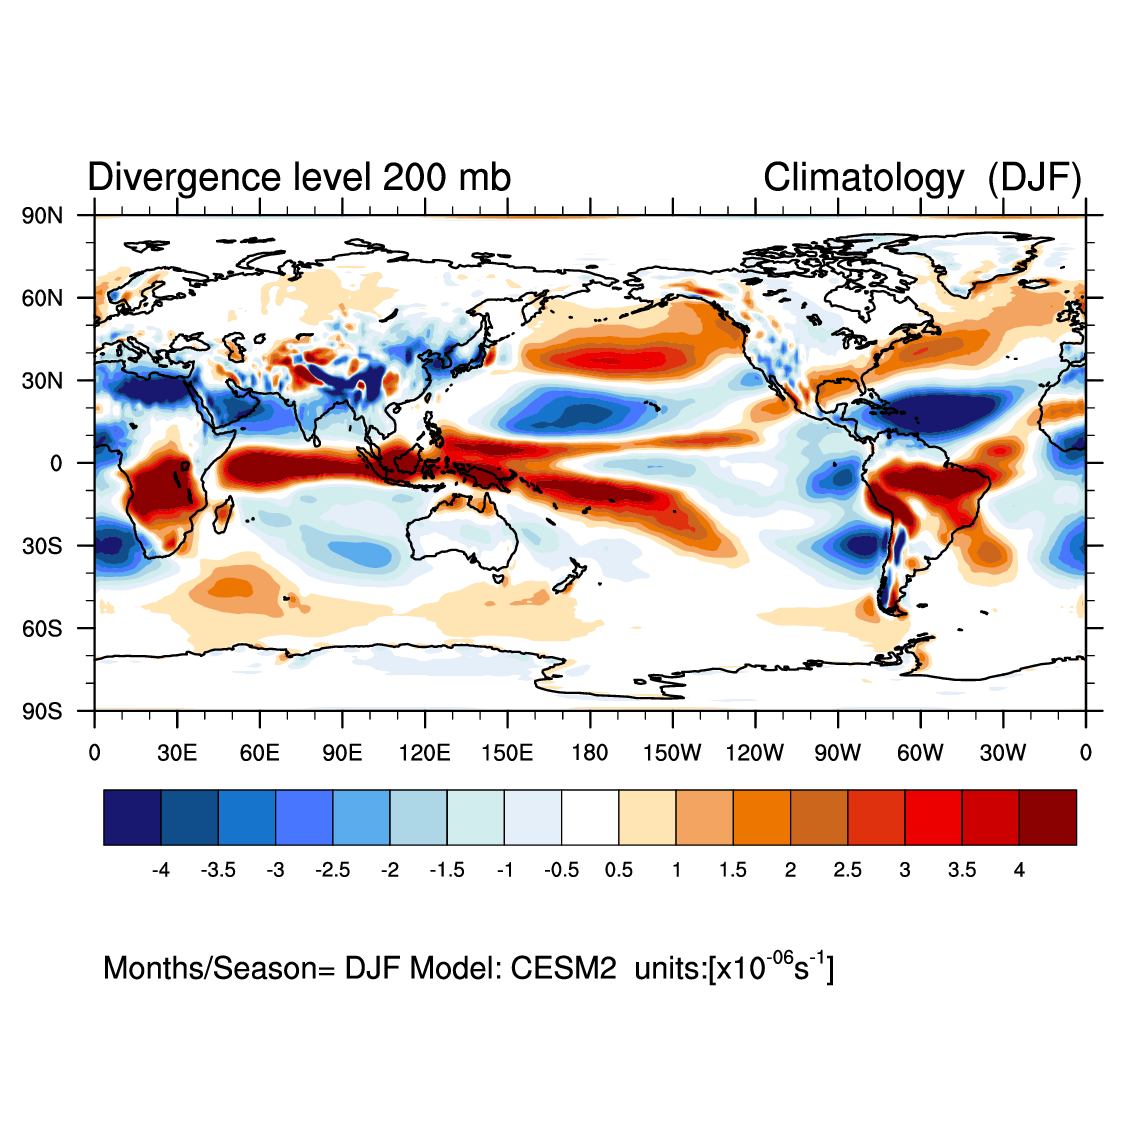 Divergence level 200 mb Climatology (DJF)
90N
60N
30N
0
30S
60S
90S
0 30E 60E 90E 120E 150E 180 150W 120W 90W 60W 30W 0
-4 -3.5 -3 -2.5 -2 -1.5 -1 -0.5 0.5 1 1.5 2 2.5 3 3.5 4
Months/Season= DJF Model: CESM2 units:[x10⁻⁰⁶s⁻¹]